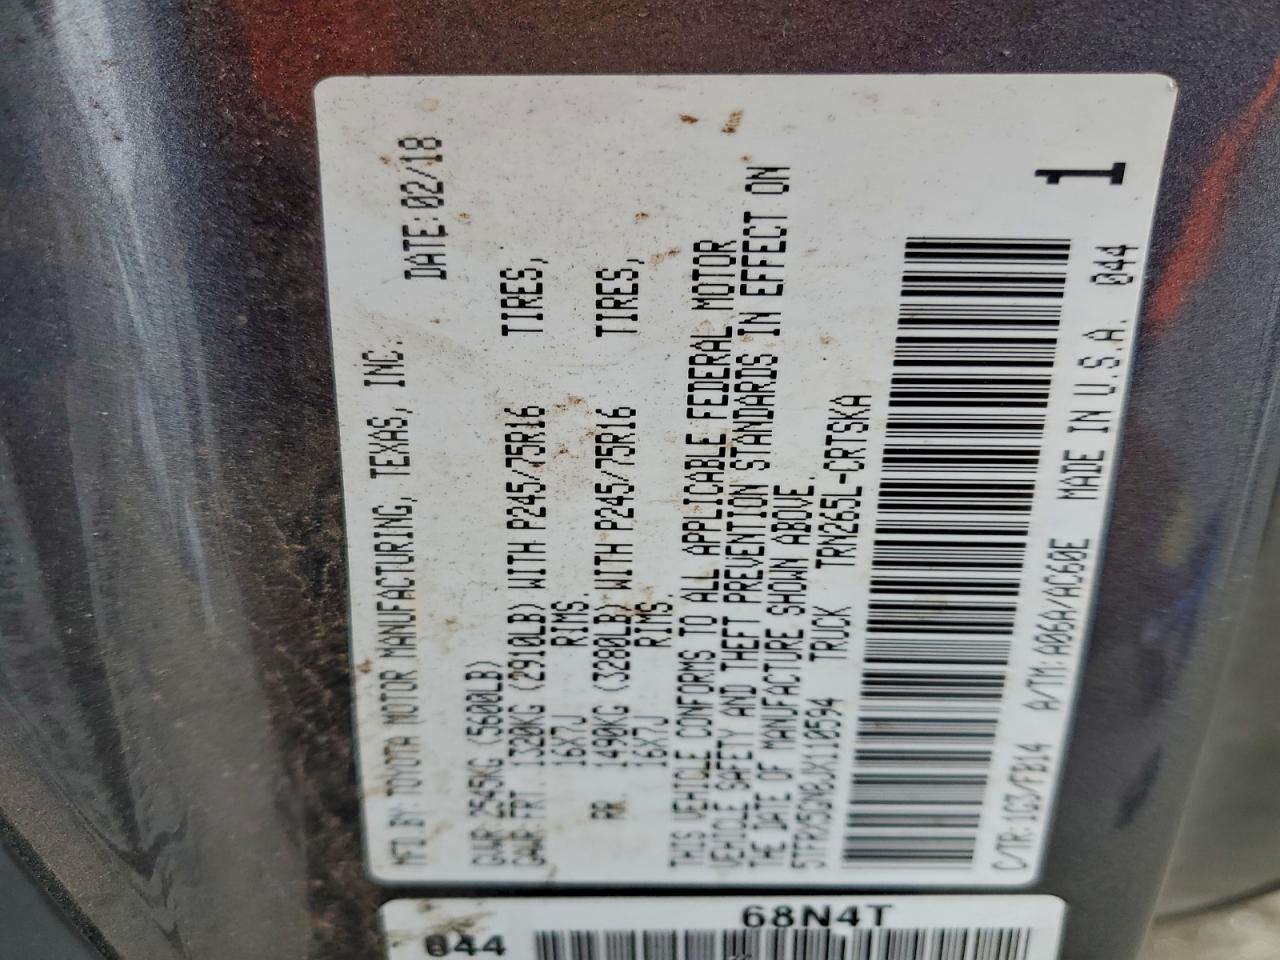 MFD. BY: TOYOTA MOTOR MANUFACTURING, TEXAS, INC.
DATE: 02/18
GVWR: 2545KG (5600LB)
GAWR: FRT. 1320KG (2910LB) WITH P245/75R16 TIRES,
16X7J RIMS.
RR. 1490KG (3280LB) WITH P245/75R16 TIRES,
16X7J RIMS.
THIS VEHICLE CONFORMS TO ALL APPLICABLE FEDERAL MOTOR
VEHICLE SAFETY AND THEFT PREVENTION STANDARDS IN EFFECT ON
THE DATE OF MANUFACTURE SHOWN ABOVE.
5TFRX5GN8JX110594 TRUCK TRN265L-CRTSKA
1
C/TR: 1G3/FB14 A/TM: A06A/AC60E MADE IN U.S.A. 044
68N4T
044